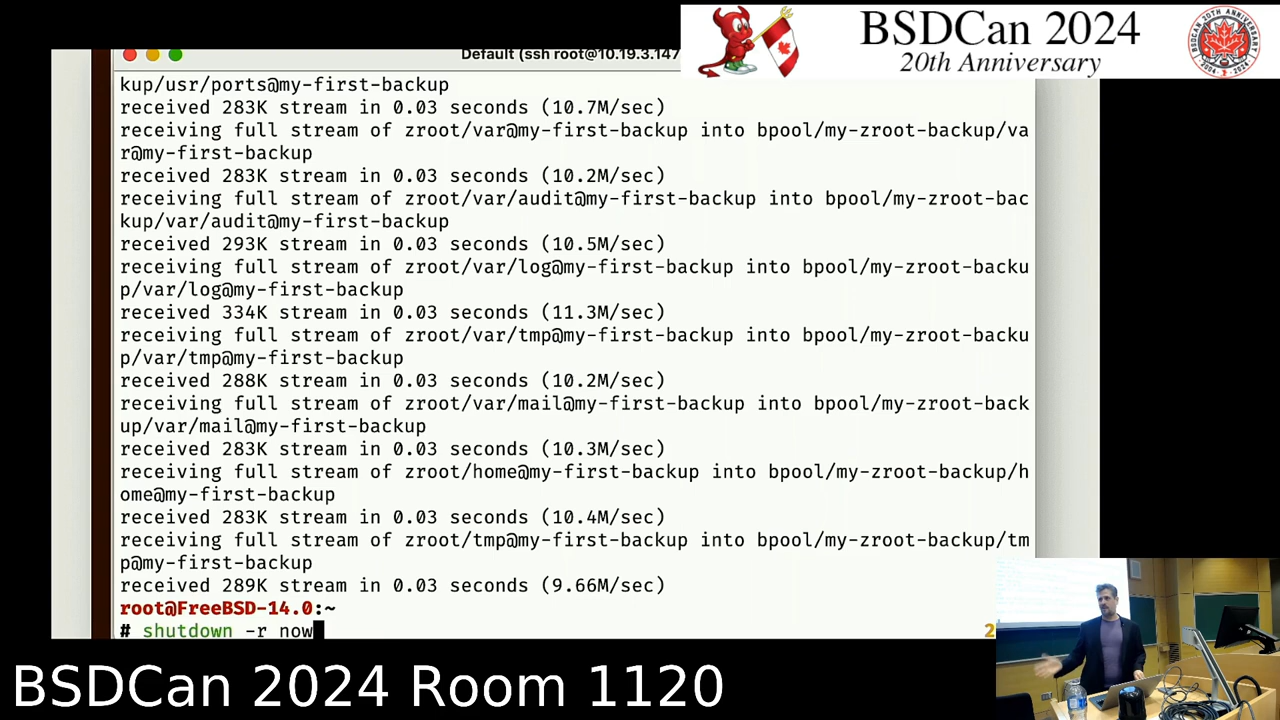 BSDCan 2024
20th Anniversary
Default (ssh root@10.19.3.147
kup/usr/ports@my-first-backup
received 283K stream in 0.03 seconds (10.7M/sec)
receiving full stream of zroot/var@my-first-backup into bpool/my-zroot-backup/va
r@my-first-backup
received 283K stream in 0.03 seconds (10.2M/sec)
receiving full stream of zroot/var/audit@my-first-backup into bpool/my-zroot-bac
kup/var/audit@my-first-backup
received 293K stream in 0.03 seconds (10.5M/sec)
receiving full stream of zroot/var/log@my-first-backup into bpool/my-zroot-backu
p/var/log@my-first-backup
received 334K stream in 0.03 seconds (11.3M/sec)
receiving full stream of zroot/var/tmp@my-first-backup into bpool/my-zroot-backu
p/var/tmp@my-first-backup
received 288K stream in 0.03 seconds (10.2M/sec)
receiving full stream of zroot/var/mail@my-first-backup into bpool/my-zroot-back
up/var/mail@my-first-backup
received 283K stream in 0.03 seconds (10.3M/sec)
receiving full stream of zroot/home@my-first-backup into bpool/my-zroot-backup/h
ome@my-first-backup
received 283K stream in 0.03 seconds (10.4M/sec)
receiving full stream of zroot/tmp@my-first-backup into bpool/my-zroot-backup/tm
p@my-first-backup
received 289K stream in 0.03 seconds (9.66M/sec)
root@FreeBSD-14.0:~
# shutdown -r now
2
BSDCan 2024 Room 1120